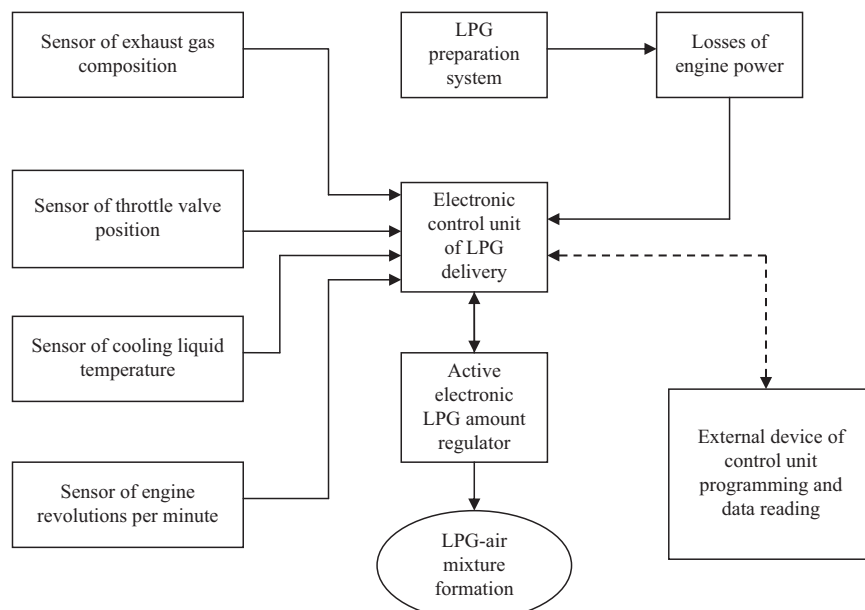 Sensor of exhaust gas
composition
LPG
preparation
system
Losses of
engine power
Sensor of throttle valve
position
Electronic
control unit
of LPG
delivery
Sensor of cooling liquid
temperature
Active
electronic
LPG amount
regulator
External device of
control unit
programming and
data reading
Sensor of engine
revolutions per minute
LPG-air
mixture
formation